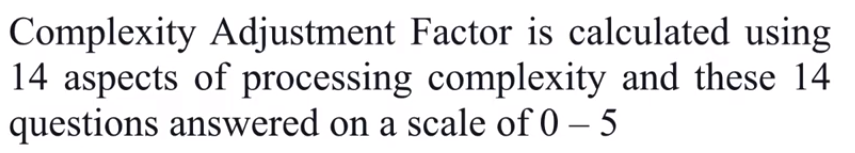 Complexity Adjustment Factor is calculated using
14 aspects of processing complexity and these 14
questions answered on a scale of 0 – 5